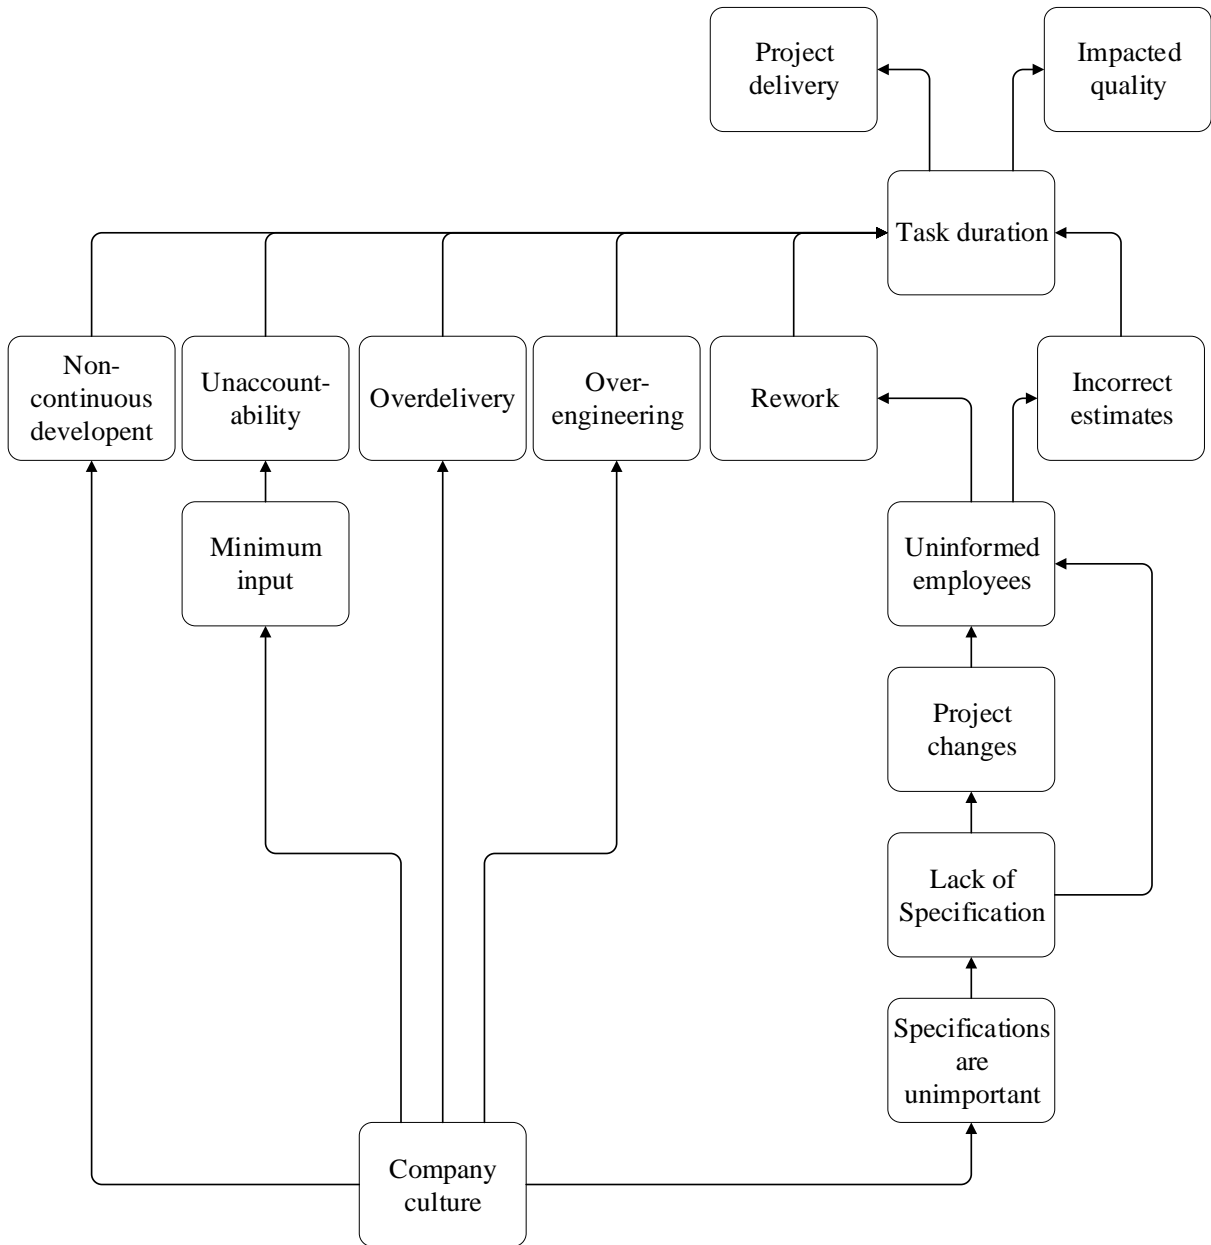 Project
delivery
Impacted
quality
Task duration
Non-
continuous
developent
Unaccount-
ability
Overdelivery
Over-
engineering
Rework
Incorrect
estimates
Minimum
input
Uninformed
employees
Project
changes
Lack of
Specification
Specifications
are
unimportant
Company
culture